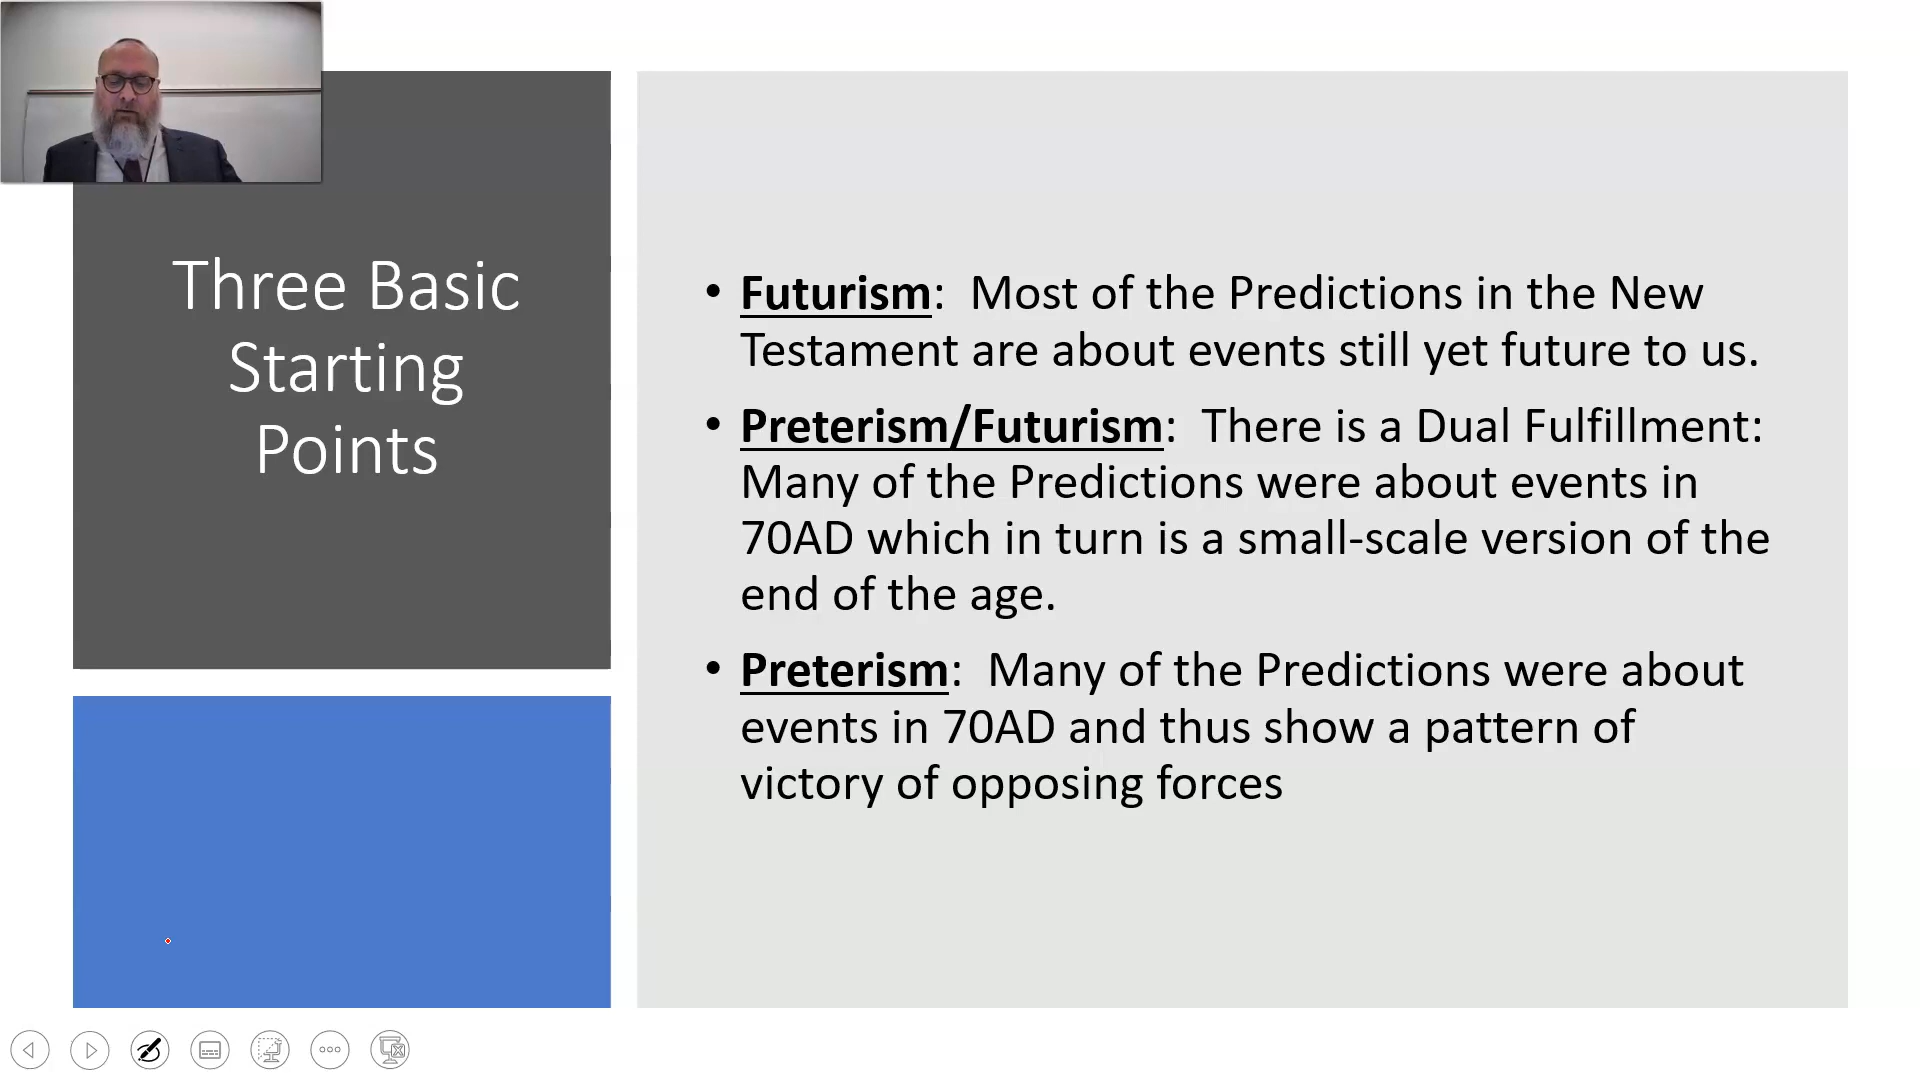 Three Basic
Starting
Points
• Futurism:  Most of the Predictions in the New
Testament are about events still yet future to us.
• Preterism/Futurism:  There is a Dual Fulfillment:
Many of the Predictions were about events in
70AD which in turn is a small-scale version of the
end of the age.
• Preterism:  Many of the Predictions were about
events in 70AD and thus show a pattern of
victory of opposing forces